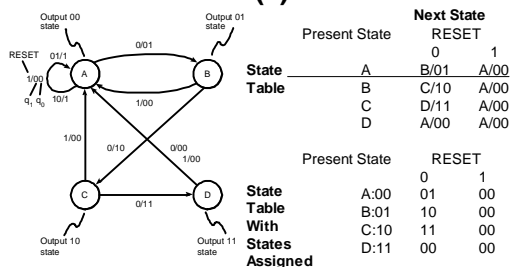 Output 00
state
Output 01
state
RESET
01/1
0/01
1/00
q1 q0
10/1
A
B
1/00
1/00
0/10
0/00
1/00
C
D
0/11
Output 10
state
Output 11
state
Next State
Present State RESET
0 1
State
Table
A B/01 A/00
B C/10 A/00
C D/11 A/00
D A/00 A/00
Present State RESET
0 1
State
Table
With
States
Assigned
A:00 01 00
B:01 10 00
C:10 11 00
D:11 00 00